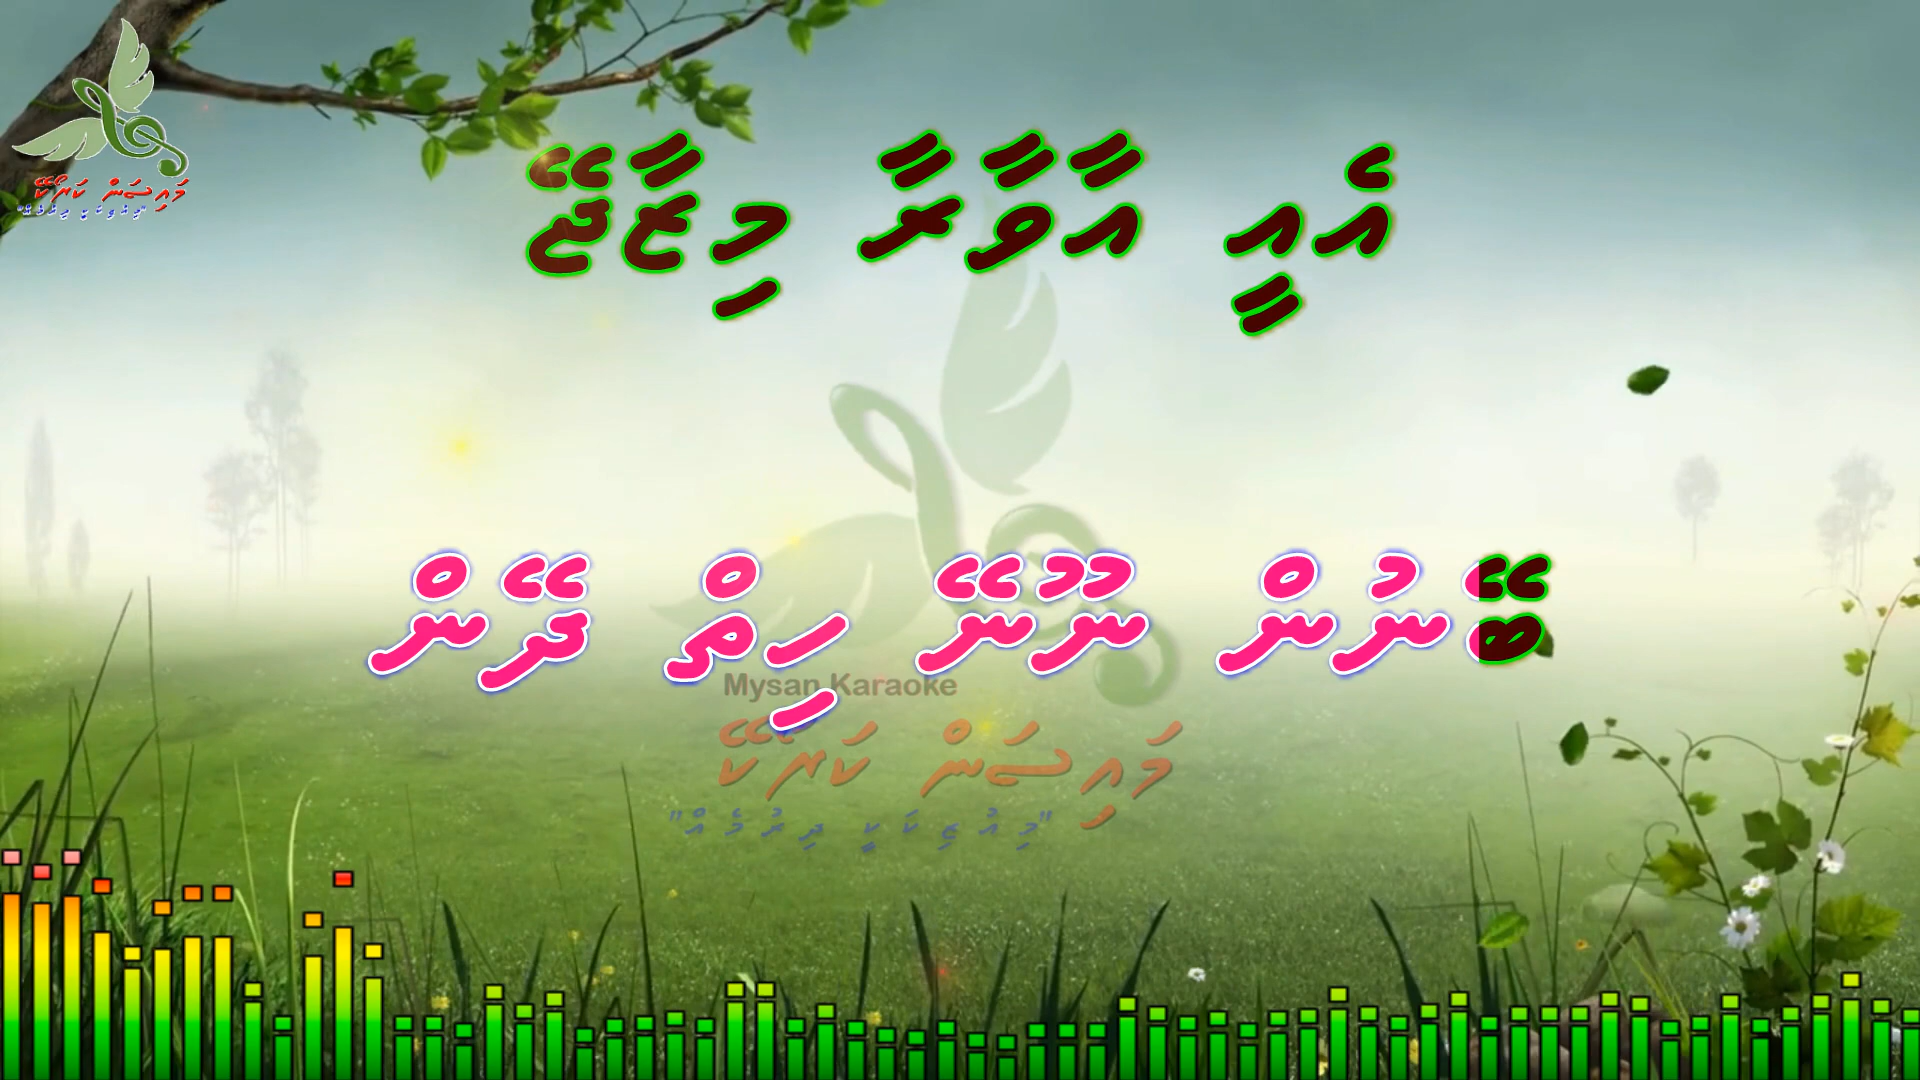 އެއީ އާވާރާ މިޒާޖޭ
ބޭނުން ނޫނޭ ހިތް ދޭން
Mysan Karaoke
މައިސަން ކަރޯކޭ
"މިއުޒިކަކީ ދިރުމެއް"
މައިސަން ކަރޯކޭ
"މިއުޒިކަކީ ދިރުމެއް"